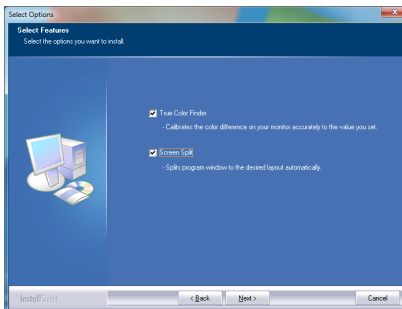 Select Options
Select Features
Select the options you want to install.
True Color Finder
- Calibrates the color difference on your monitor accurately to the value you set.
Screen Split
- Splits program window to the desired layout automatically.
InstallShield
< Back
Next >
Cancel